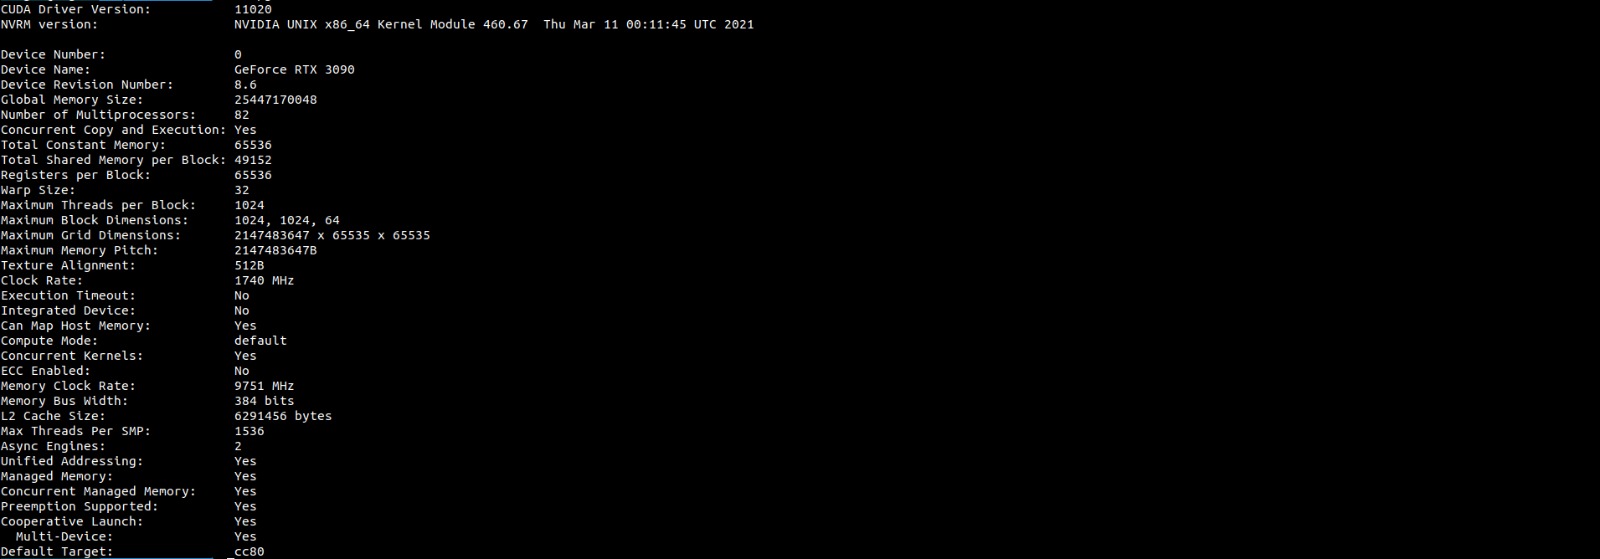 CUDA Driver Version: 11020
NVRM version: NVIDIA UNIX x86_64 Kernel Module 460.67  Thu Mar 11 00:11:45 UTC 2021
Device Number: 0
Device Name: GeForce RTX 3090
Device Revision Number: 8.6
Global Memory Size: 25447170048
Number of Multiprocessors: 82
Concurrent Copy and Execution: Yes
Total Constant Memory: 65536
Total Shared Memory per Block: 49152
Registers per Block: 65536
Warp Size: 32
Maximum Threads per Block: 1024
Maximum Block Dimensions: 1024, 1024, 64
Maximum Grid Dimensions: 2147483647 x 65535 x 65535
Maximum Memory Pitch: 2147483647B
Texture Alignment: 512B
Clock Rate: 1740 MHz
Execution Timeout: No
Integrated Device: No
Can Map Host Memory: Yes
Compute Mode: default
Concurrent Kernels: Yes
ECC Enabled: No
Memory Clock Rate: 9751 MHz
Memory Bus Width: 384 bits
L2 Cache Size: 6291456 bytes
Max Threads Per SMP: 1536
Async Engines: 2
Unified Addressing: Yes
Managed Memory: Yes
Concurrent Managed Memory: Yes
Preemption Supported: Yes
Cooperative Launch: Yes
Multi-Device: Yes
Default Target: cc80